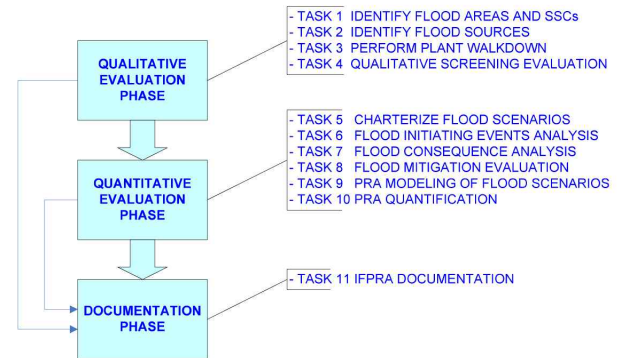 QUALITATIVE
EVALUATION
PHASE
- TASK 1 IDENTIFY FLOOD AREAS AND SSCs
- TASK 2 IDENTIFY FLOOD SOURCES
- TASK 3 PERFORM PLANT WALKDOWN
- TASK 4 QUALITATIVE SCREENING EVALUATION
QUANTITATIVE
EVALUATION
PHASE
- TASK 5 CHARTERIZE FLOOD SCENARIOS
- TASK 6 FLOOD INITIATING EVENTS ANALYSIS
- TASK 7 FLOOD CONSEQUENCE ANALYSIS
- TASK 8 FLOOD MITIGATION EVALUATION
- TASK 9 PRA MODELING OF FLOOD SCENARIOS
- TASK 10 PRA QUANTIFICATION
DOCUMENTATION
PHASE
- TASK 11 IFPRA DOCUMENTATION